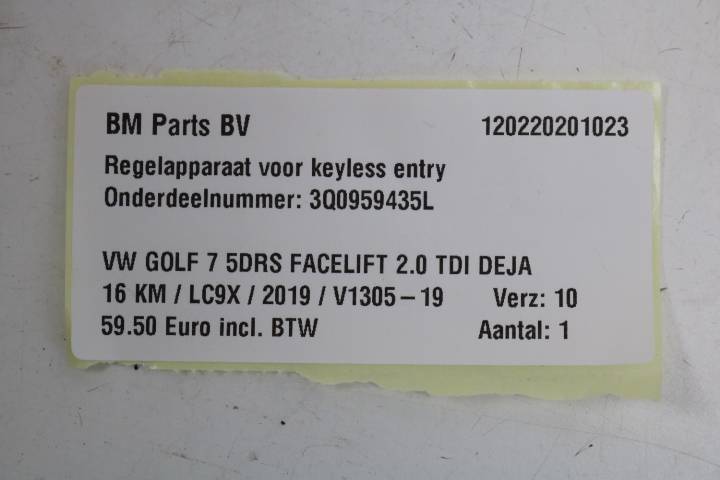 BM Parts BV 120220201023
Regelapparaat voor keyless entry
Onderdeelnummer: 3Q0959435L
VW GOLF 7 5DRS FACELIFT 2.0 TDI DEJA
16 KM / LC9X / 2019 / V1305-19 Verz: 10
59.50 Euro incl. BTW Aantal: 1